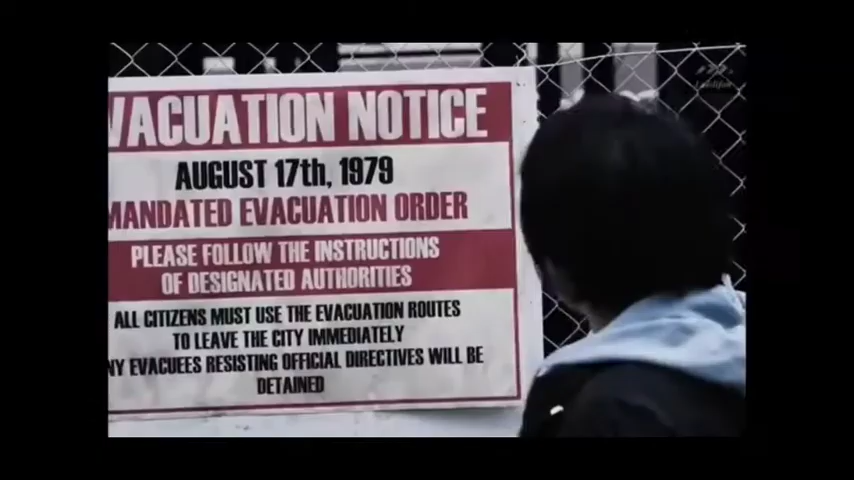 VACUATION NOTICE
AUGUST 17th, 1979
MANDATED EVACUATION ORDER
PLEASE FOLLOW THE INSTRUCTIONS
OF DESIGNATED AUTHORITIES
ALL CITIZENS MUST USE THE EVACUATION ROUTES
TO LEAVE THE CITY IMMEDIATELY
NY EVACUEES RESISTING OFFICIAL DIRECTIVES WILL BE
DETAINED